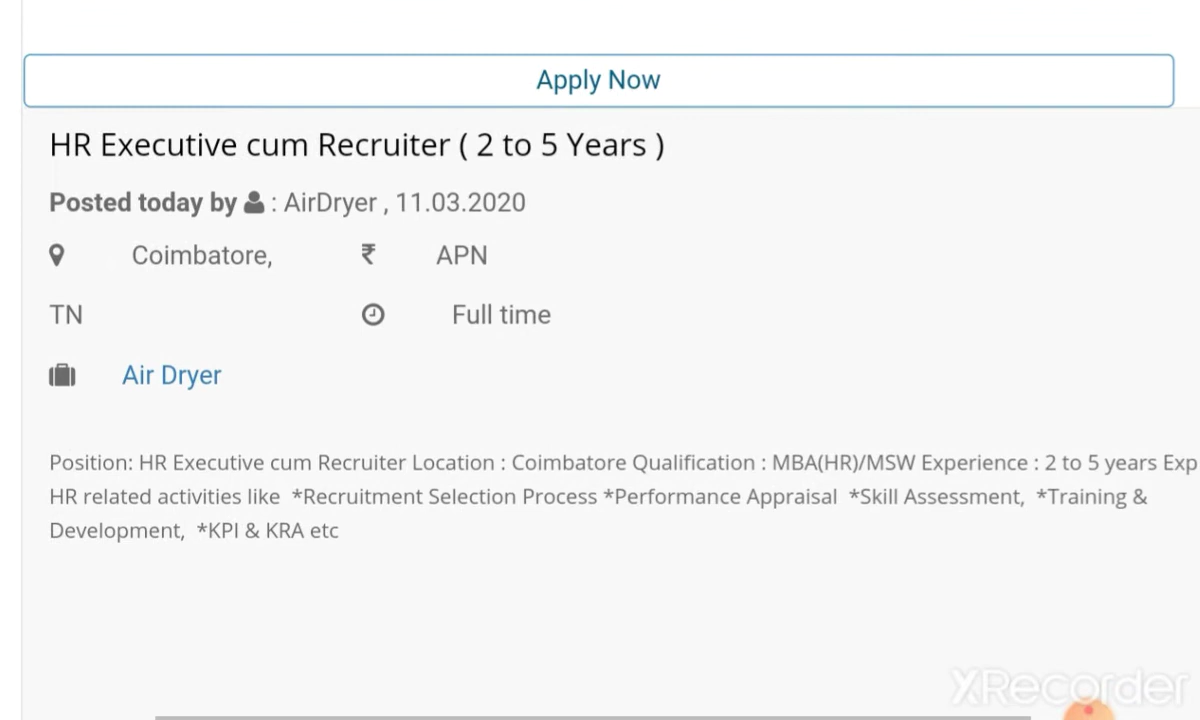 Apply Now
HR Executive cum Recruiter ( 2 to 5 Years )
Posted today by : AirDryer , 11.03.2020
Coimbatore, ₹ APN
TN Full time
Air Dryer
Position: HR Executive cum Recruiter Location : Coimbatore Qualification : MBA(HR)/MSW Experience : 2 to 5 years Exp
HR related activities like *Recruitment Selection Process *Performance Appraisal *Skill Assessment, *Training &
Development, *KPI & KRA etc
XRecorder